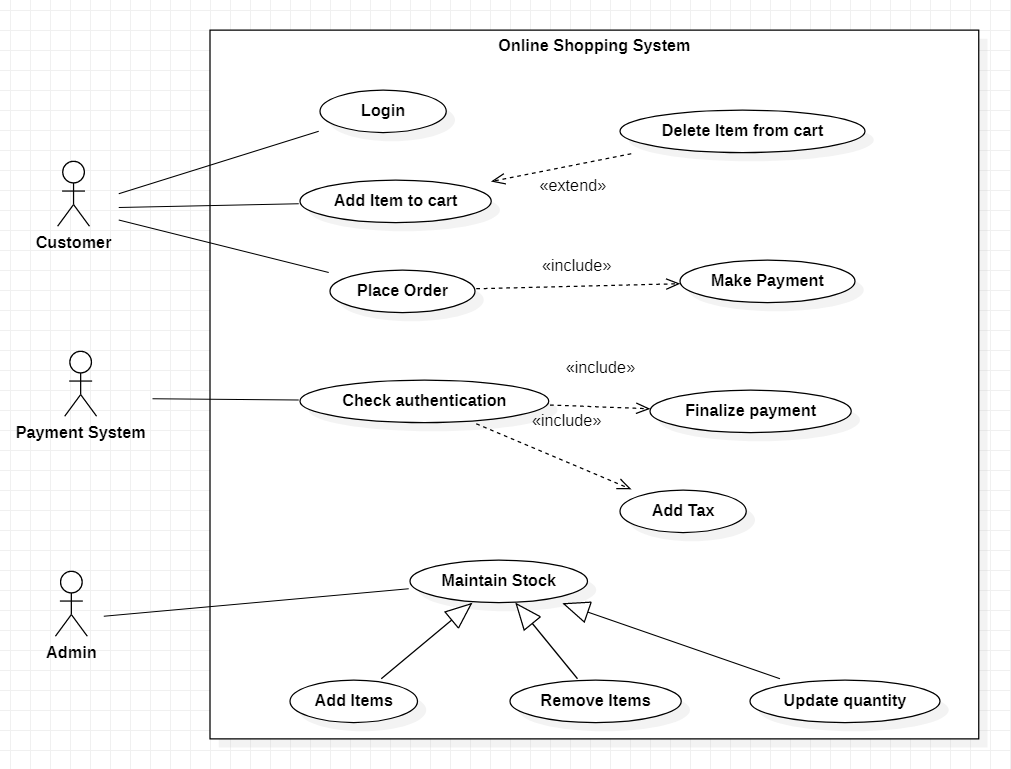 Online Shopping System
Login
Delete Item from cart
«extend»
Add Item to cart
Customer
«include»
Make Payment
Place Order
«include»
Check authentication
Finalize payment
«include»
Payment System
Add Tax
Maintain Stock
Admin
Add Items
Remove Items
Update quantity